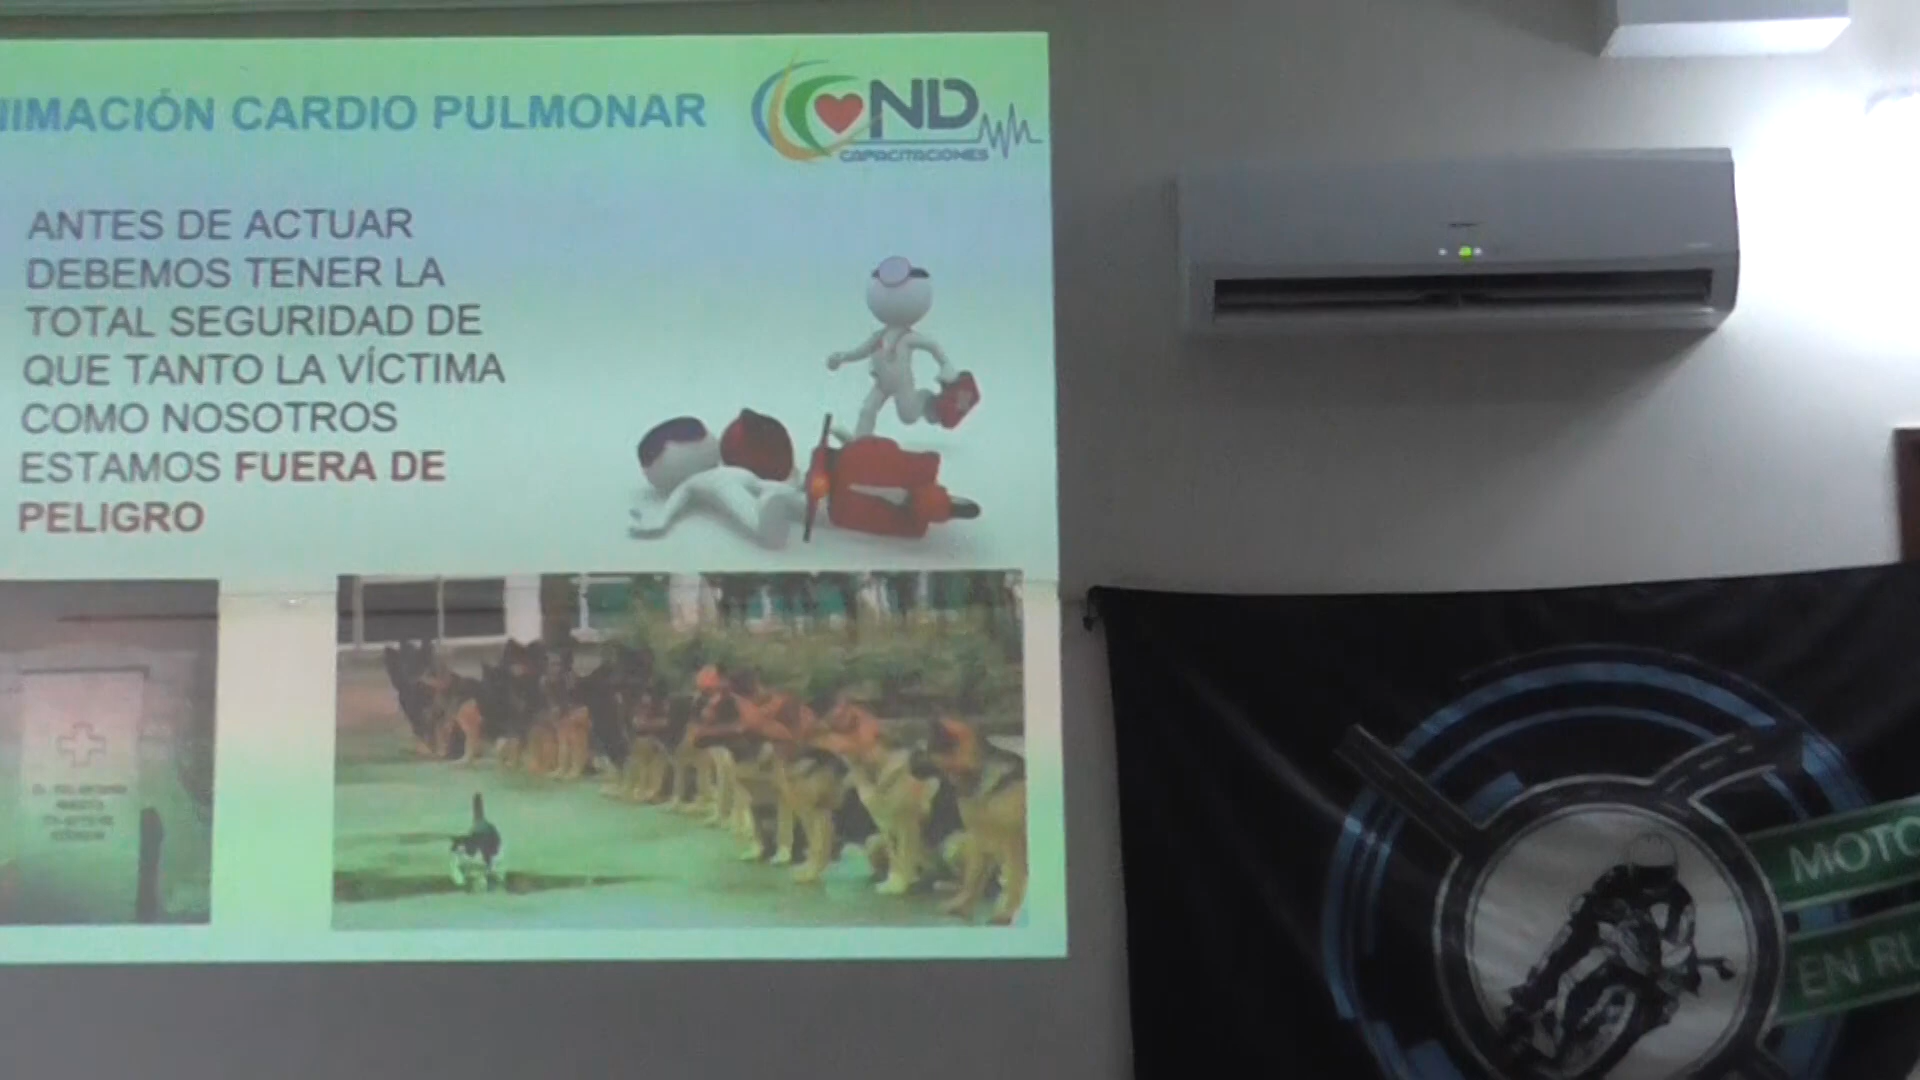 NIMACIÓN CARDIO PULMONAR
ND
CAPACITACIONES
ANTES DE ACTUAR
DEBEMOS TENER LA
TOTAL SEGURIDAD DE
QUE TANTO LA VÍCTIMA
COMO NOSOTROS
ESTAMOS FUERA DE
PELIGRO
MOTO
EN RU